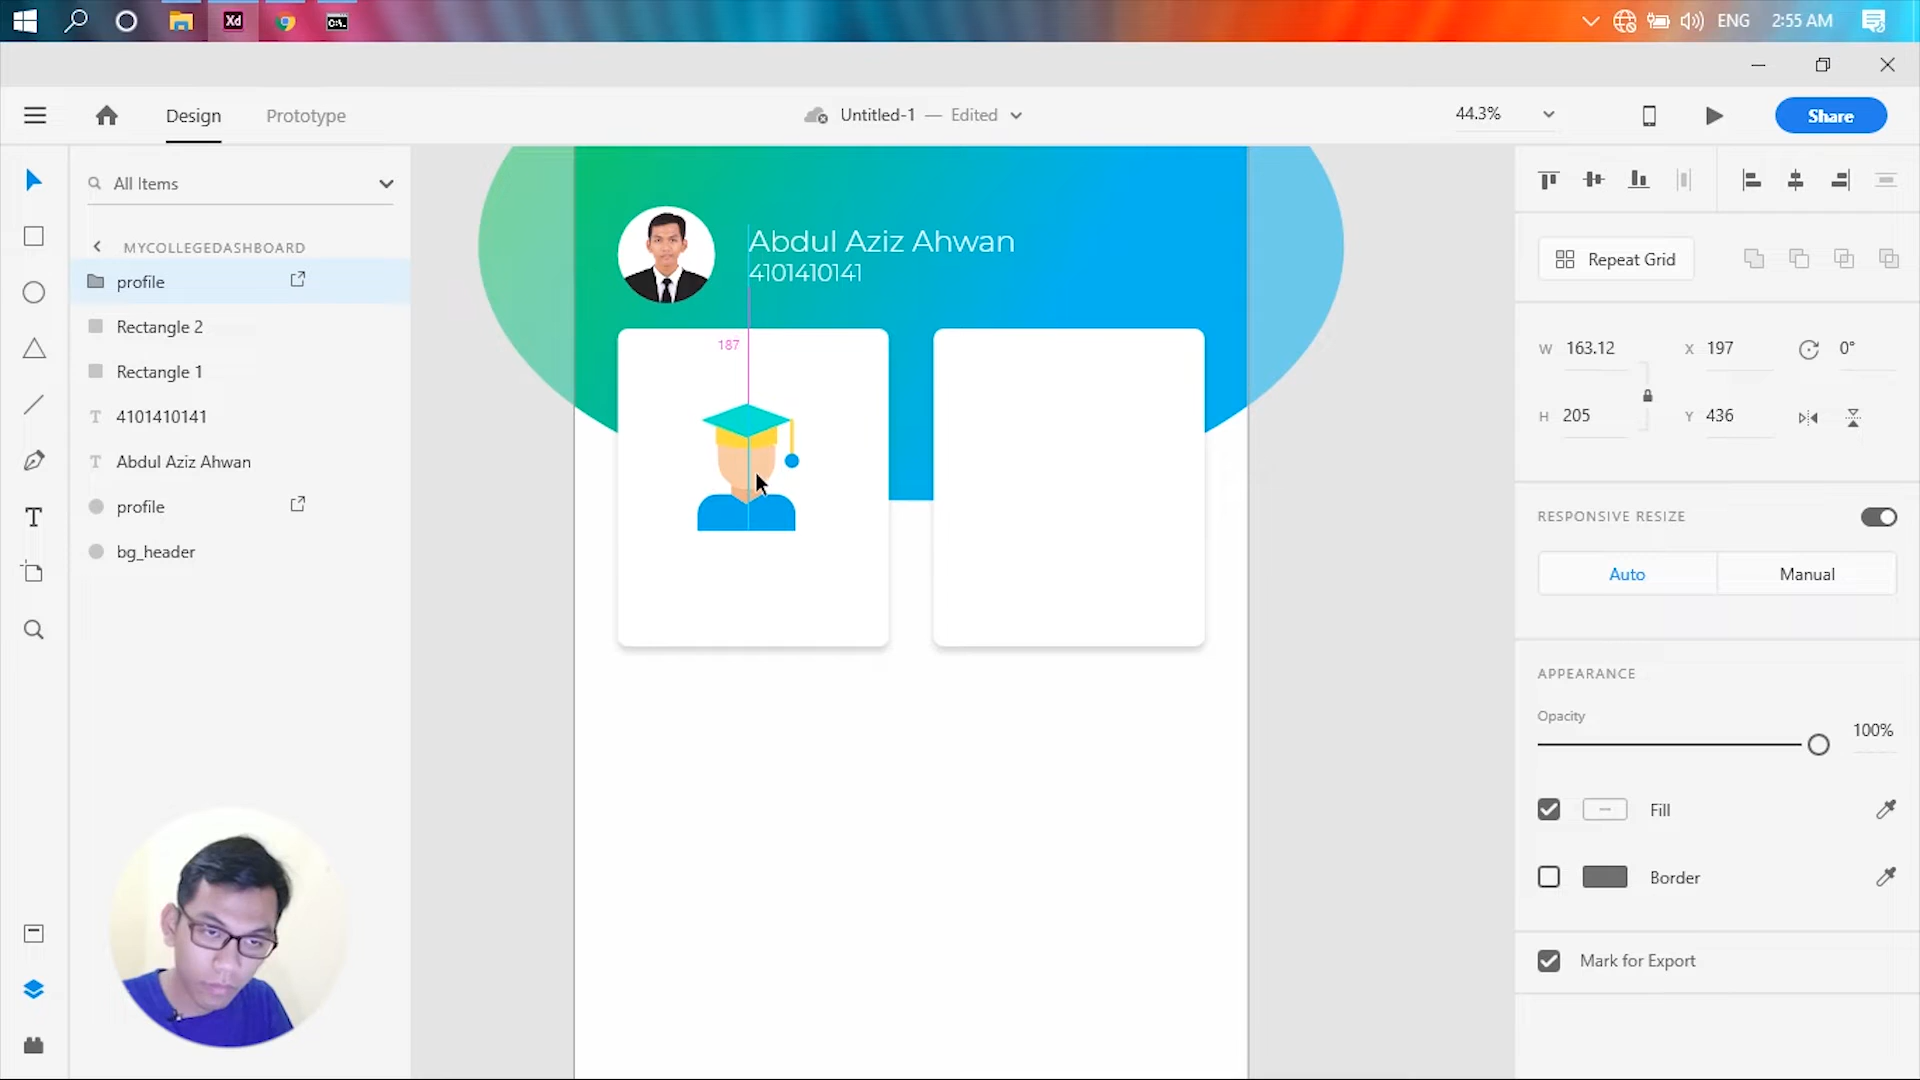 Xd
C:\.
ENG
2:55 AM
Design
Prototype
Untitled-1 — Edited
44.3%
Share
All Items
MYCOLLEGEDASHBOARD
profile
Rectangle 2
Rectangle 1
T 4101410141
T Abdul Aziz Ahwan
profile
bg_header
T
Abdul Aziz Ahwan
4101410141
187
Repeat Grid
W 163.12
X 197
0°
H 205
Y 436
RESPONSIVE RESIZE
Auto
Manual
APPEARANCE
Opacity
100%
Fill
Border
Mark for Export